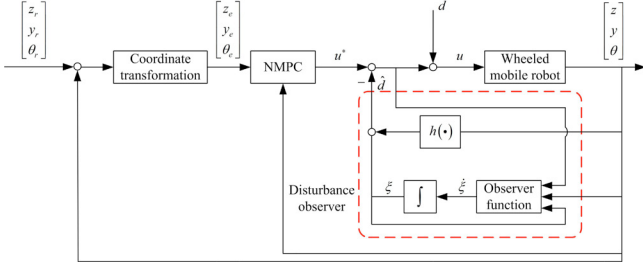 z_r
y_r
θ_r
Coordinate
transformation
z_e
y_e
θ_e
NMPC
u*
−
d̂
d
u
Wheeled
mobile robot
z
y
θ
h(•)
Disturbance
observer
ξ
∫
ξ̇
Observer
function